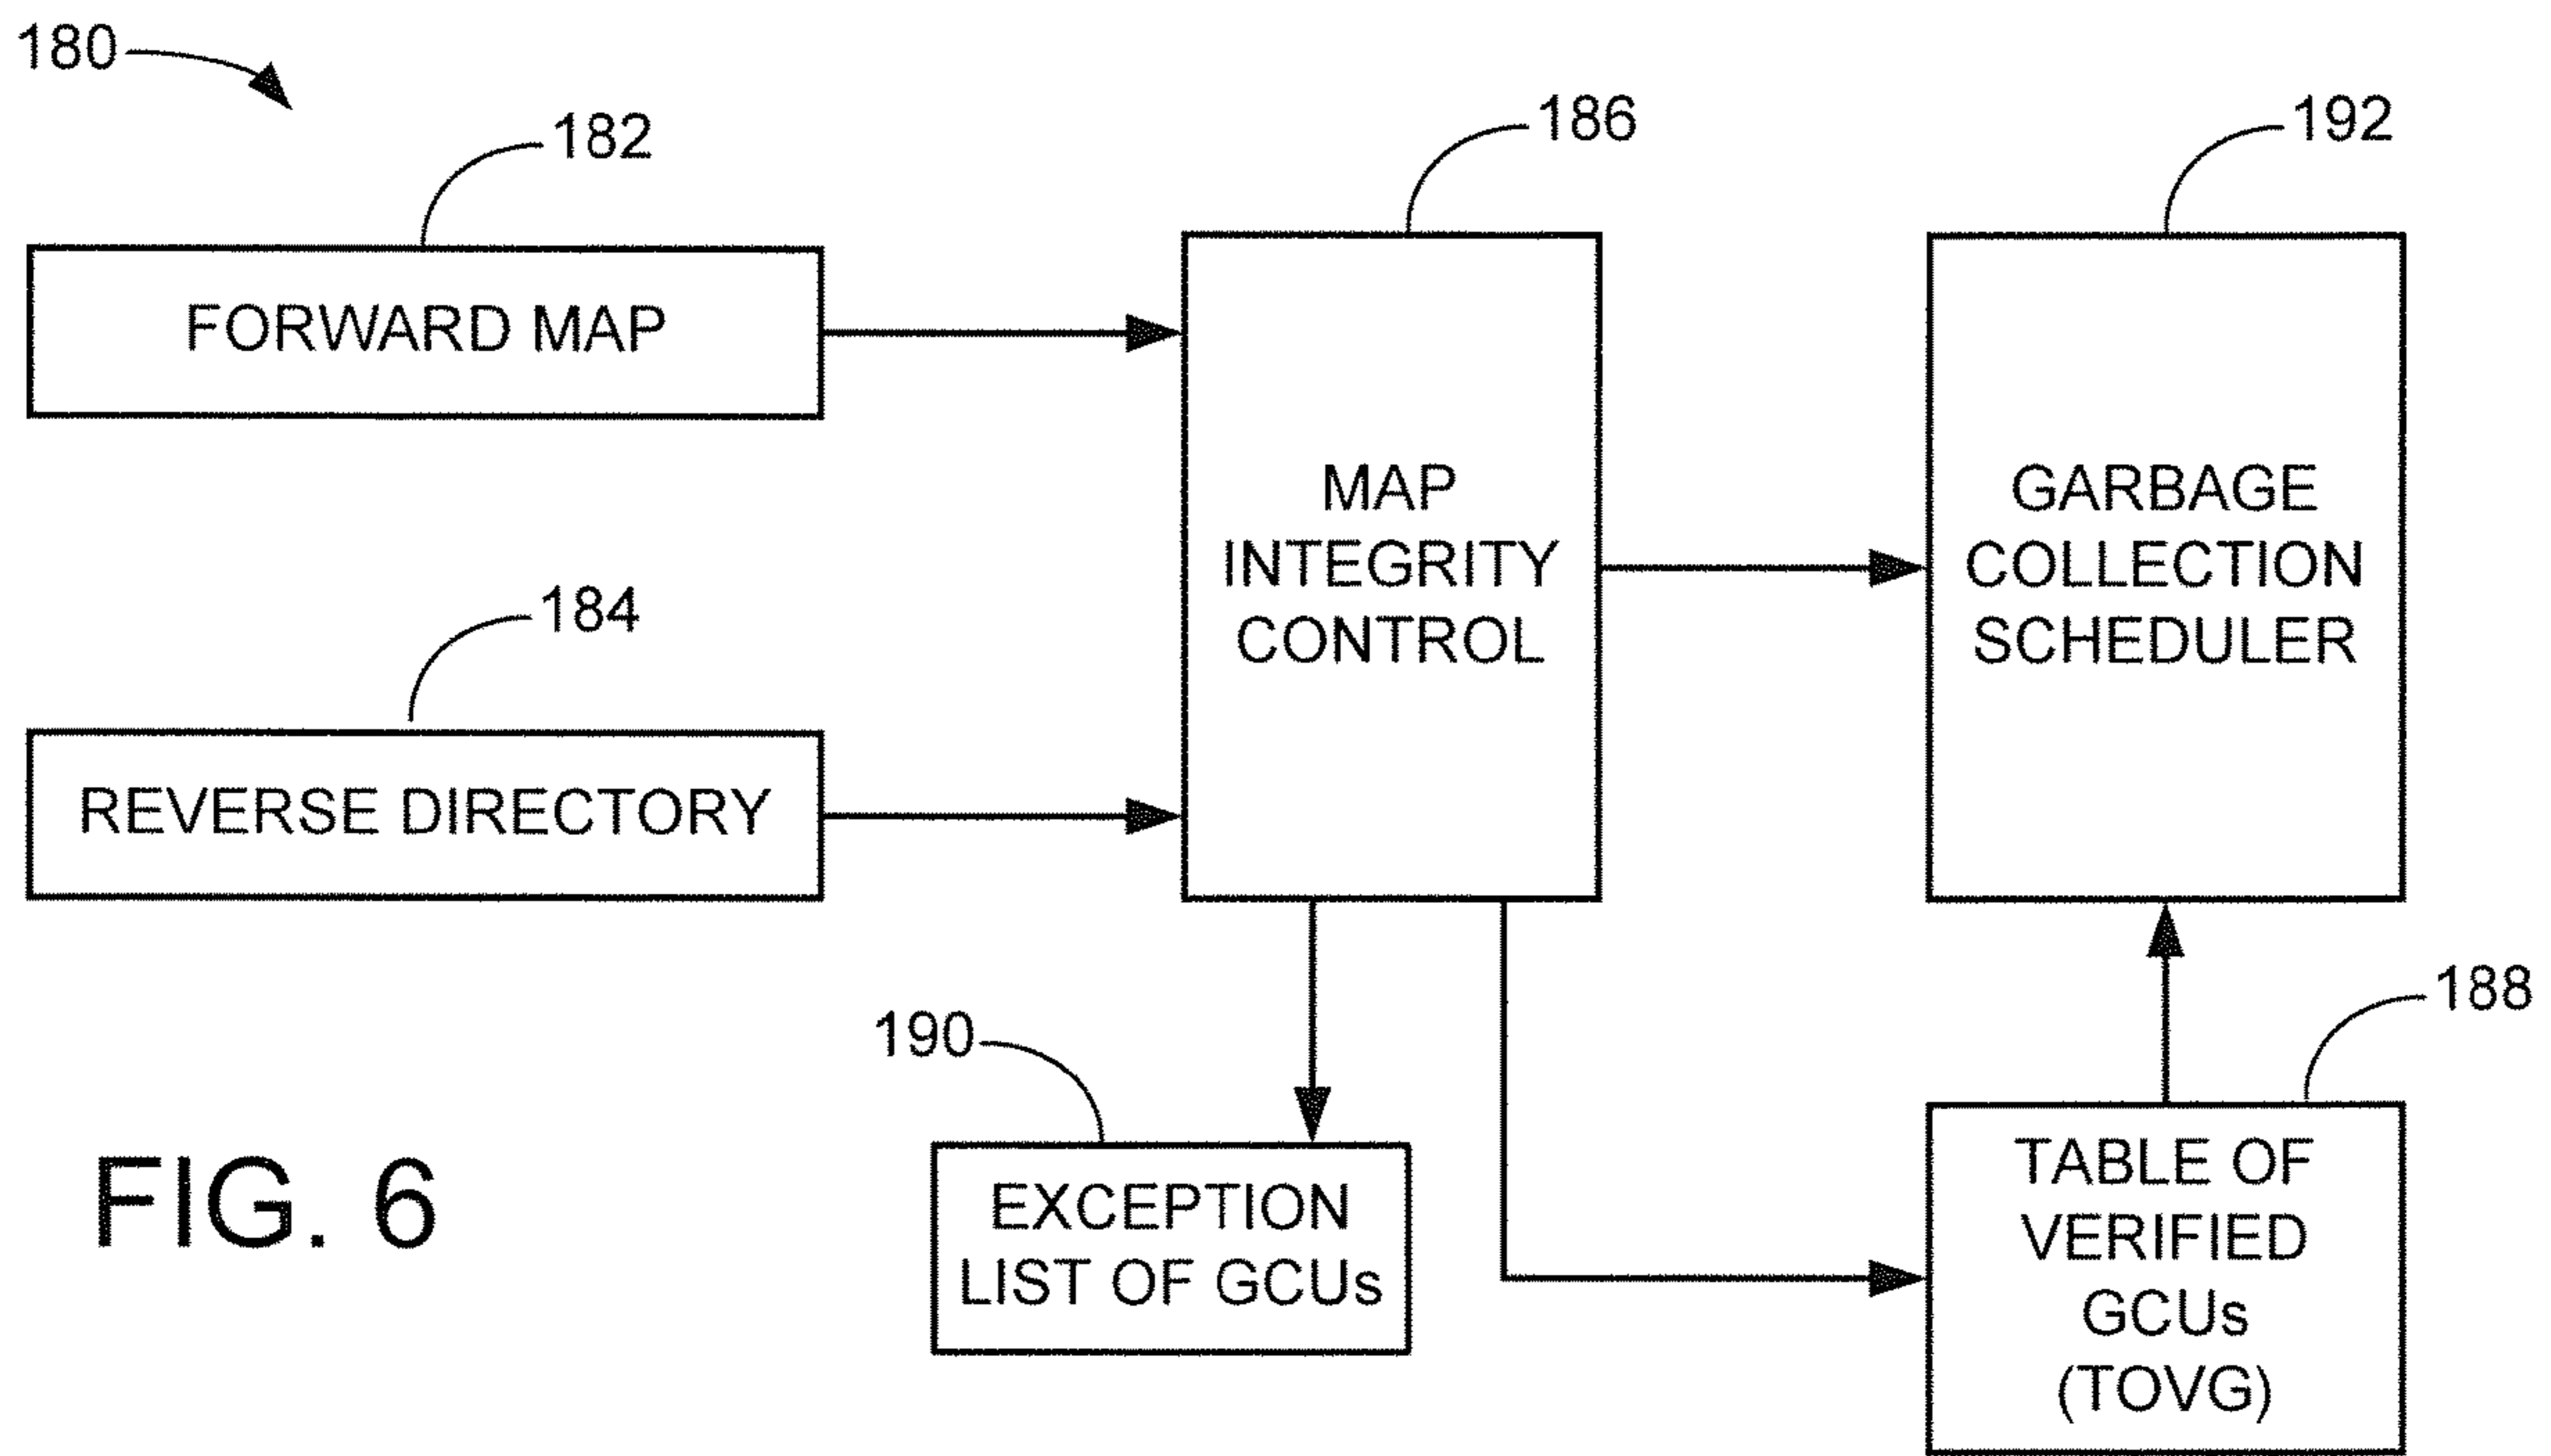 180
182
FORWARD MAP
184
REVERSE DIRECTORY
186
MAP
INTEGRITY
CONTROL
192
GARBAGE
COLLECTION
SCHEDULER
190
EXCEPTION
LIST OF GCUs
188
TABLE OF
VERIFIED
GCUs
(TOVG)
FIG. 6